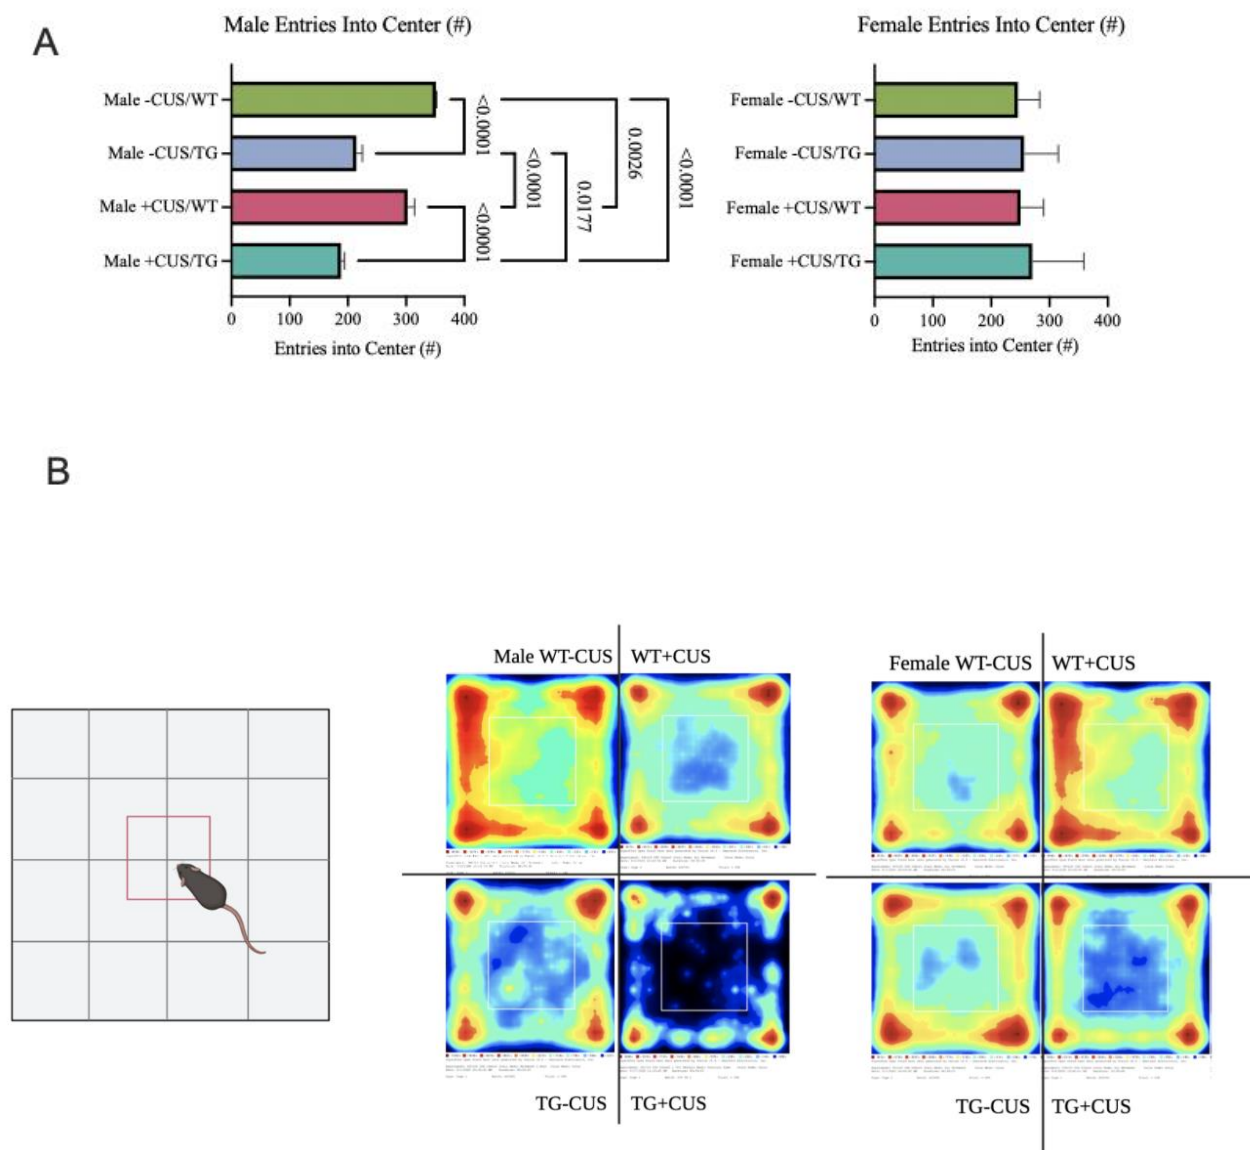 A
Male Entries Into Center (#)
Male -CUS/WT
Male -CUS/TG
Male +CUS/WT
Male +CUS/TG
<0.0001
<0.0001
<0.0001
0.0177
0.0026
<0.0001
0 100 200 300 400
Entries into Center (#)
Female Entries Into Center (#)
Female -CUS/WT
Female -CUS/TG
Female +CUS/WT
Female +CUS/TG
0 100 200 300 400
Entries into Center (#)
B
Male WT-CUS WT+CUS
TG-CUS TG+CUS
Female WT-CUS WT+CUS
TG-CUS TG+CUS